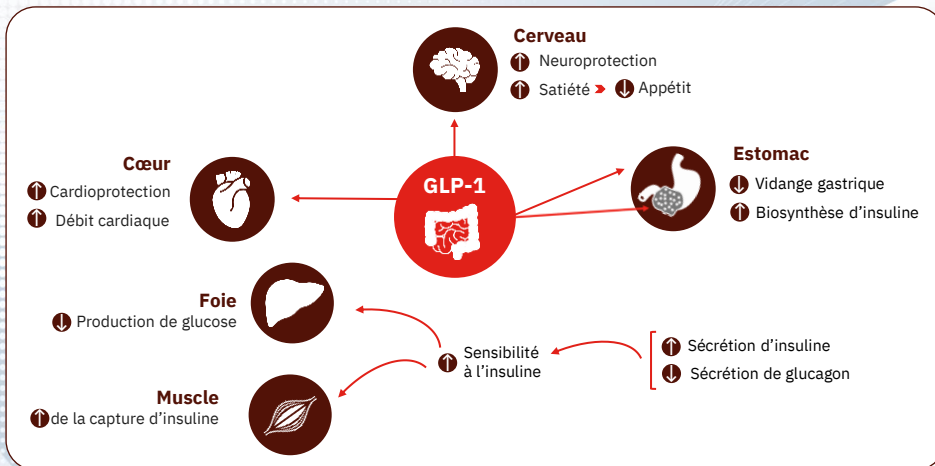 Cerveau
Neuroprotection
Satiété Appétit
Cœur
Cardioprotection
Débit cardiaque
GLP-1
Estomac
Vidange gastrique
Biosynthèse d’insuline
Foie
Production de glucose
Sensibilité
à l’insuline
Sécrétion d’insuline
Sécrétion de glucagon
Muscle
de la capture d’insuline